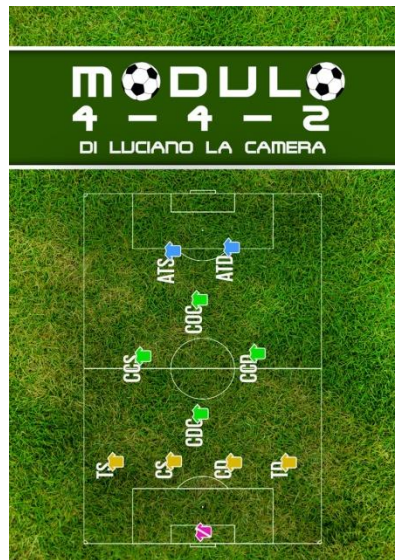 MODULO
4 - 4 - 2
DI LUCIANO LA CAMERA
ATS
ATD
COC
CCS
CCD
CDC
TS
CS
CD
TD